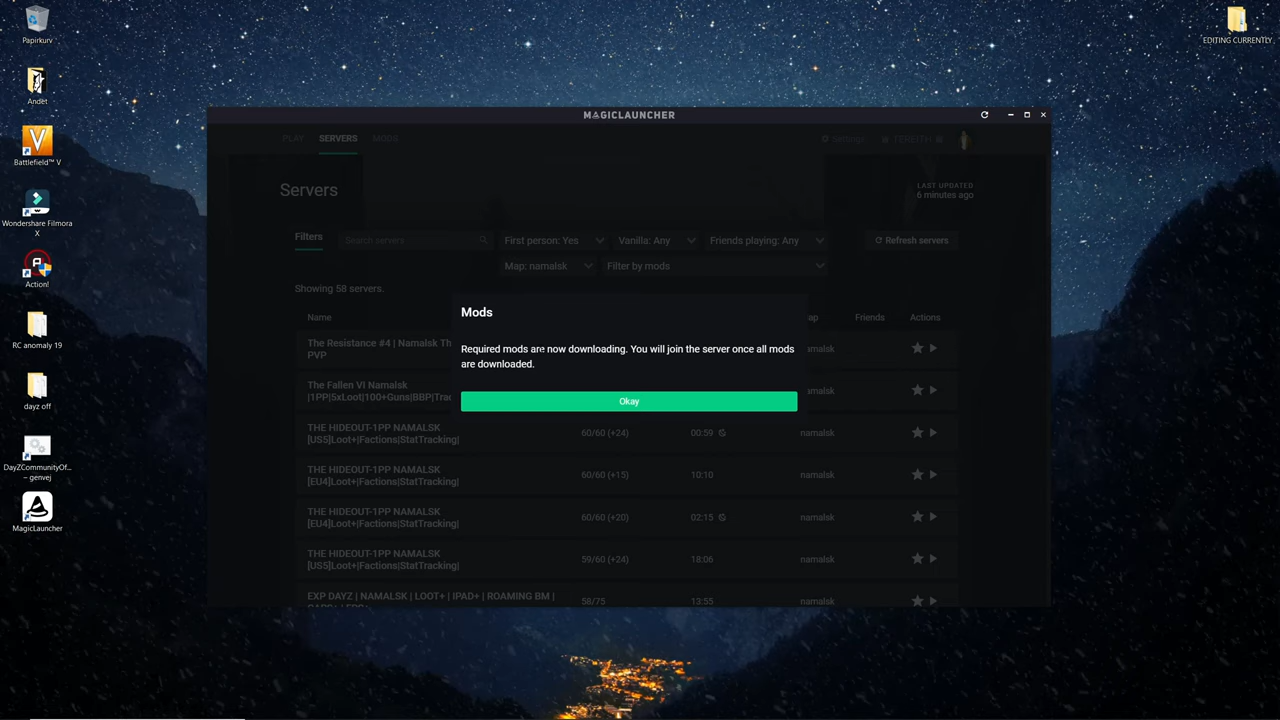 Papirkurv
EDITING CURRENTLY
Andet
Battlefield™ V
Wondershare Filmora
X
Action!
RC anomaly 19
dayz off
DayZCommunityOf...
– genvej
MagicLauncher
MAGICLAUNCHER
PLAY SERVERS MODS
Settings
Servers
LAST UPDATED
6 minutes ago
Filters Search servers First person: Yes Vanilla: Any Friends playing: Any Refresh servers
Map: namalsk Filter by mods
Showing 58 servers.
Mods
Required mods are now downloading. You will join the server once all mods
are downloaded.
Okay
Name Friends Actions
The Resistance #4 | Namalsk Th
PVP
namalsk
The Fallen VI Namalsk
|1PP|5xLoot|100+Guns|BBP|Tra
namalsk
THE HIDEOUT-1PP NAMALSK
[US5]Loot+|Factions|StatTracking|
60/60 (+24) 00:59 namalsk
THE HIDEOUT-1PP NAMALSK
[EU4]Loot+|Factions|StatTracking|
60/60 (+15) 10:10 namalsk
THE HIDEOUT-1PP NAMALSK
[EU4]Loot+|Factions|StatTracking|
60/60 (+20) 02:15 namalsk
THE HIDEOUT-1PP NAMALSK
[US5]Loot+|Factions|StatTracking|
59/60 (+24) 18:06 namalsk
EXP DAYZ | NAMALSK | LOOT+ | IPAD+ | ROAMING BM |
58/75 13:55 namalsk